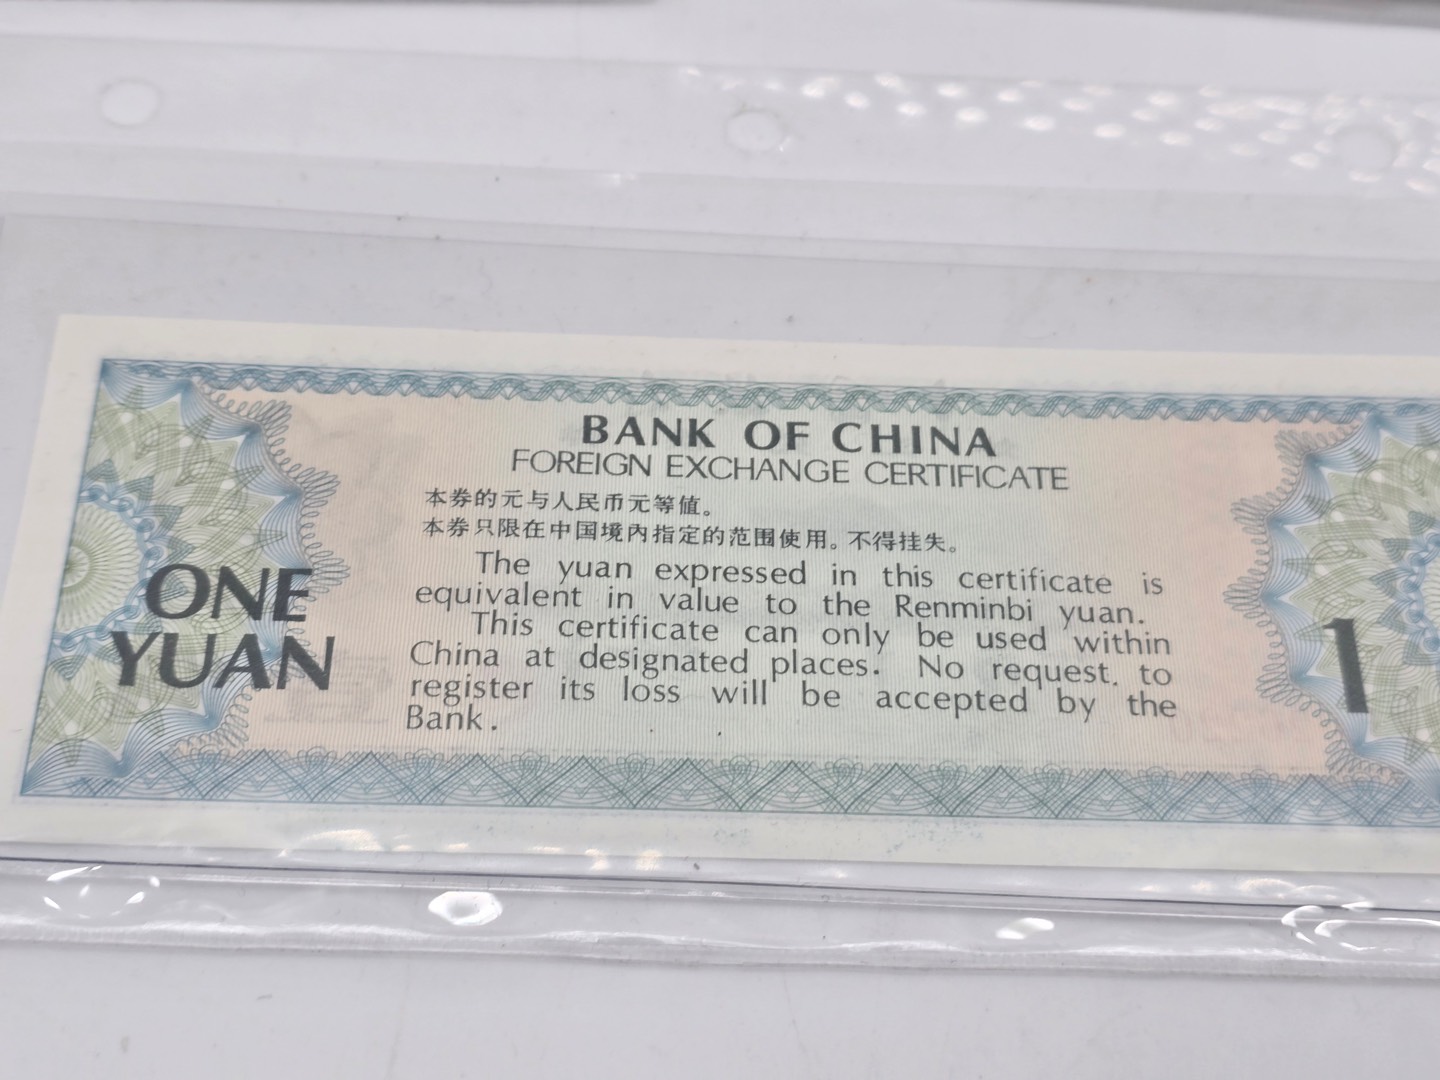 BANK OF CHINA
FOREIGN EXCHANGE CERTIFICATE
本券的元与人民币元等值。
本券只限在中国境内指定的范围使用。不得挂失。
The yuan expressed in this certificate is
equivalent in value to the Renminbi yuan.
This certificate can only be used within
China at designated places. No request to
register its loss will be accepted by the
Bank.
ONE
YUAN
1